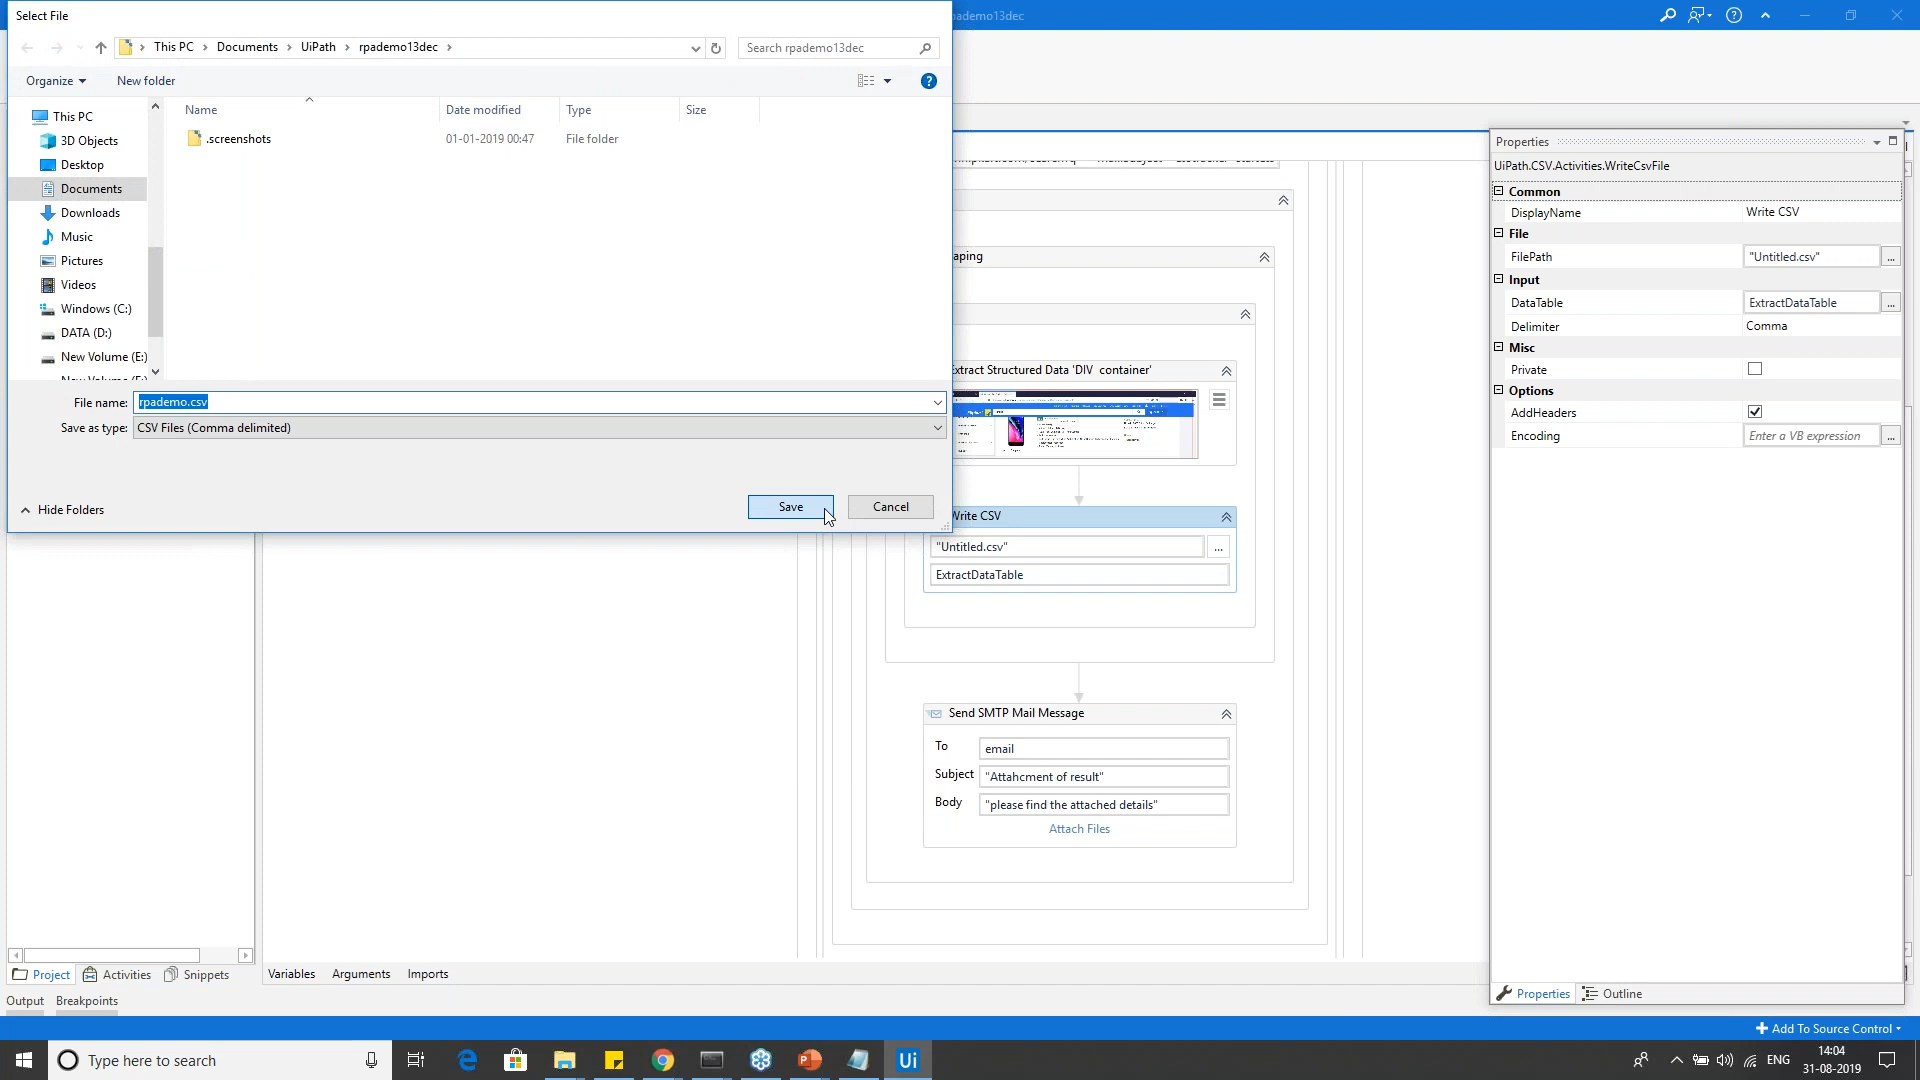 Select File
rpademo13dec
This PC > Documents > UiPath > rpademo13dec >
Search rpademo13dec
Organize
New folder
Name
Date modified
Type
Size
This PC
3D Objects
Desktop
Documents
Downloads
Music
Pictures
Videos
Windows (C:)
DATA (D:)
New Volume (E:)
.screenshots
01-01-2019 00:47
File folder
File name:
rpademo.csv
Save as type:
CSV Files (Comma delimited)
Hide Folders
Save
Cancel
aping
Extract Structured Data 'DIV container'
Write CSV
"Untitled.csv"
...
ExtractDataTable
Send SMTP Mail Message
To
email
Subject
"Attahcment of result"
Body
"please find the attached details"
Attach Files
Properties
UiPath.CSV.Activities.WriteCsvFile
Common
DisplayName
Write CSV
File
FilePath
"Untitled.csv"
...
Input
DataTable
ExtractDataTable
...
Delimiter
Comma
Misc
Private
Options
AddHeaders
Encoding
Enter a VB expression
...
Properties
Outline
Project
Activities
Snippets
Variables
Arguments
Imports
Output
Breakpoints
Add To Source Control
Type here to search
Ui
ENG
14:04
31-08-2019